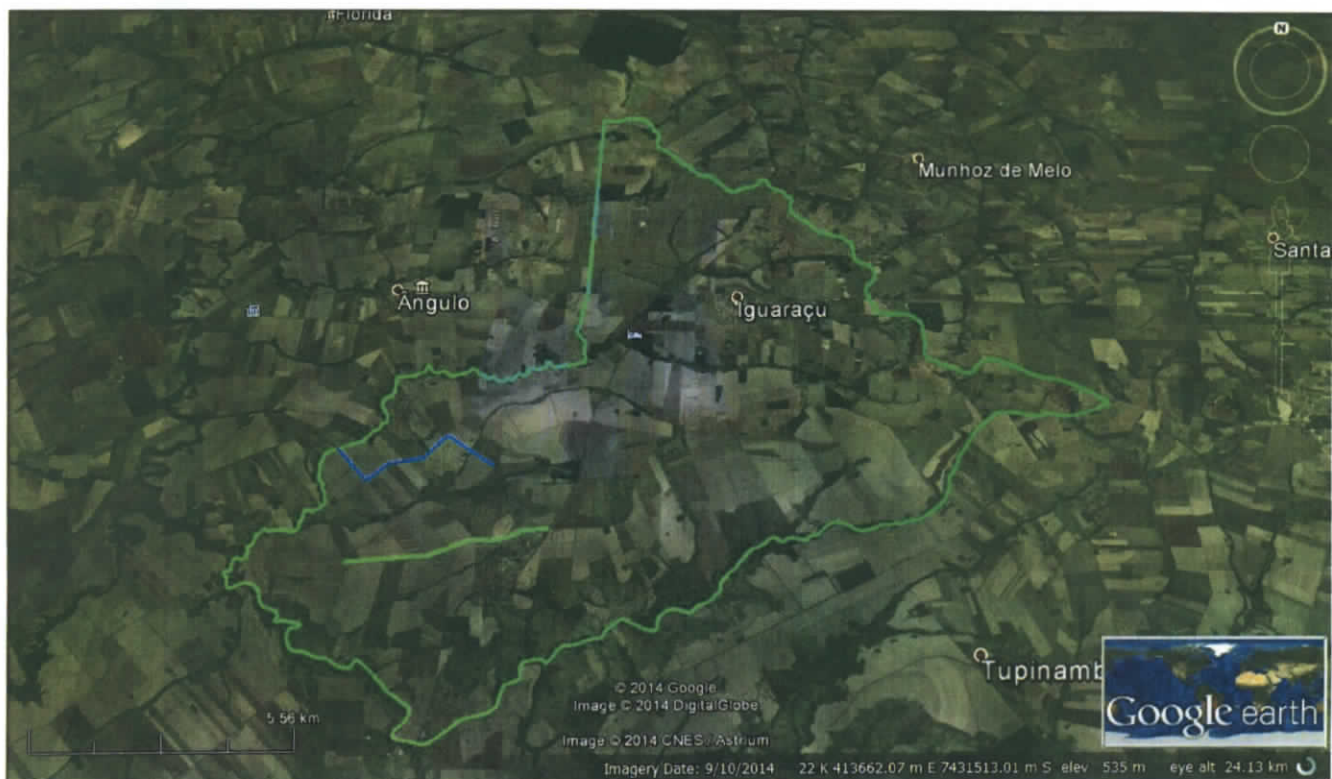 Florida
N
Munhoz de Melo
Santa
Ângulo
Iguaraçu
Tupinamb
© 2014 Google
Image © 2014 DigitalGlobe
5.56 km
Image © 2014 CNES / Astrium
Google earth
Imagery Date: 9/10/2014 22 K 413662.07 m E 7431513.01 m S elev 535 m eye alt 24.13 km